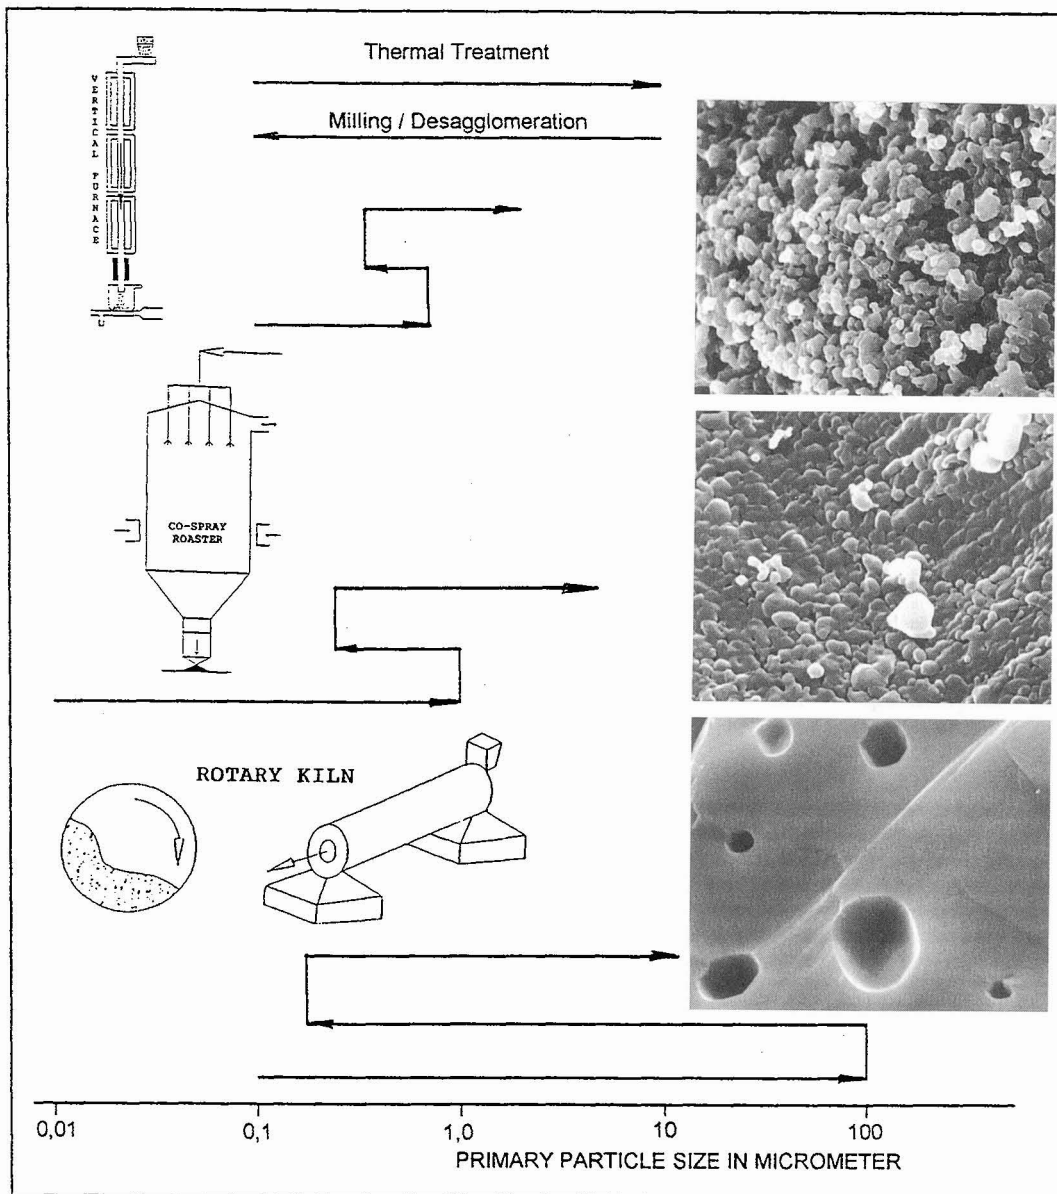 Thermal Treatment
Milling / Desagglomeration
VERTICAL FURNACE
CO-SPRAY
ROASTER
ROTARY KILN
0,01 0,1 1,0 10 100
PRIMARY PARTICLE SIZE IN MICROMETER